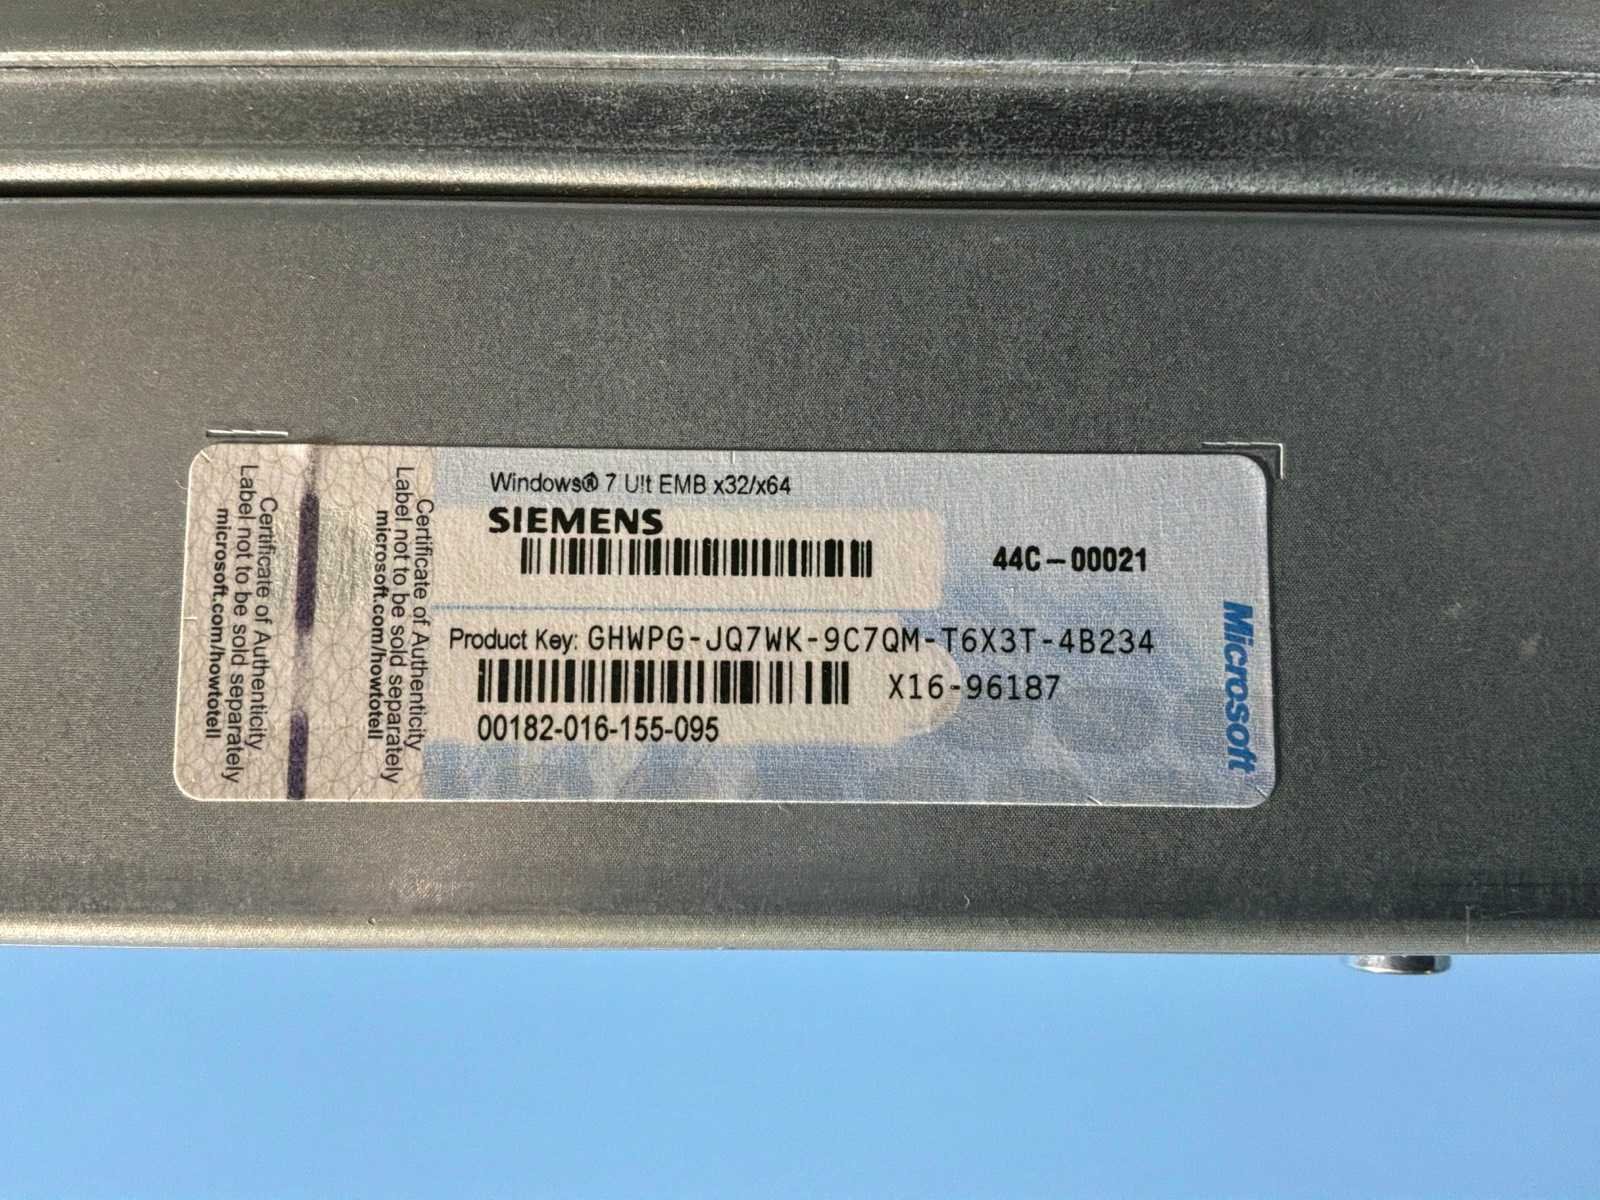 Windows® 7 Ult EMB x32/x64
SIEMENS
44C-00021
Product Key: GHWPG-JQ7WK-9C7QM-T6X3T-4B234
X16-96187
00182-016-155-095
Microsoft
Certificate of Authenticity
Label not to be sold separately
microsoft.com/howtotell
Certificate of Authenticity
Label not to be sold separately
microsoft.com/howtotell